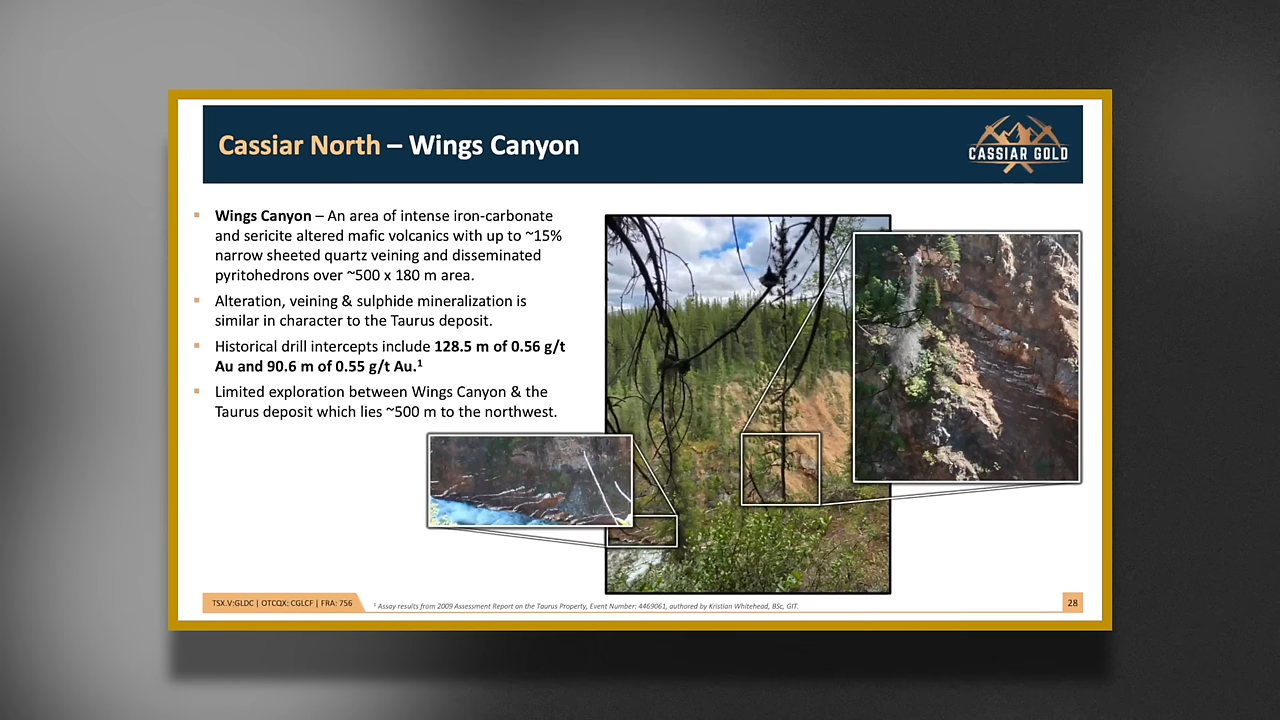 Cassiar North – Wings Canyon
CASSIAR GOLD
▪ Wings Canyon – An area of intense iron-carbonate
and sericite altered mafic volcanics with up to ~15%
narrow sheeted quartz veining and disseminated
pyritohedrons over ~500 x 180 m area.
▪ Alteration, veining & sulphide mineralization is
similar in character to the Taurus deposit.
▪ Historical drill intercepts include 128.5 m of 0.56 g/t
Au and 90.6 m of 0.55 g/t Au.¹
▪ Limited exploration between Wings Canyon & the
Taurus deposit which lies ~500 m to the northwest.
TSX.V:GLDC | OTCQX: CGLCF | FRA: 756
¹ Assay results from 2009 Assessment Report on the Taurus Property, Event Number: 4469061, authored by Kristian Whitehead, BSc, GIT.
28